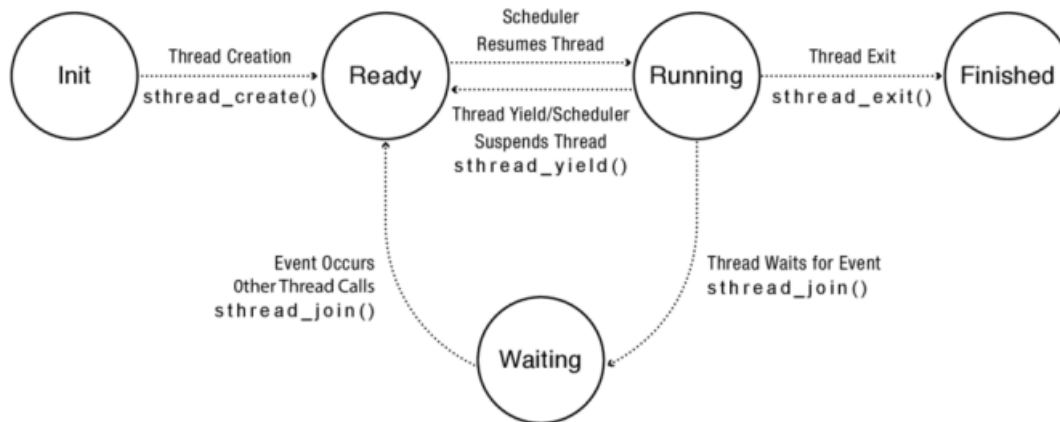 Init
Thread Creation
sthread_create()
Ready
Scheduler
Resumes Thread
Thread Yield/Scheduler
Suspends Thread
sthread_yield()
Running
Thread Exit
sthread_exit()
Finished
Event Occurs
Other Thread Calls
sthread_join()
Thread Waits for Event
sthread_join()
Waiting